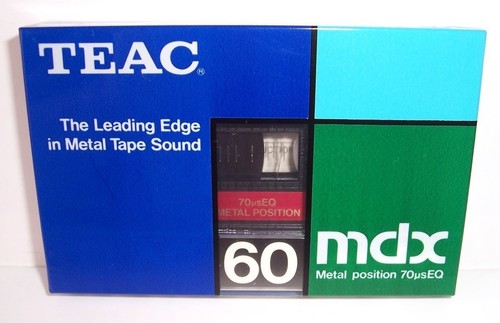 TEAC®
The Leading Edge
in Metal Tape Sound
70µsEQ
METAL POSITION
60
mdx
Metal position 70µsEQ